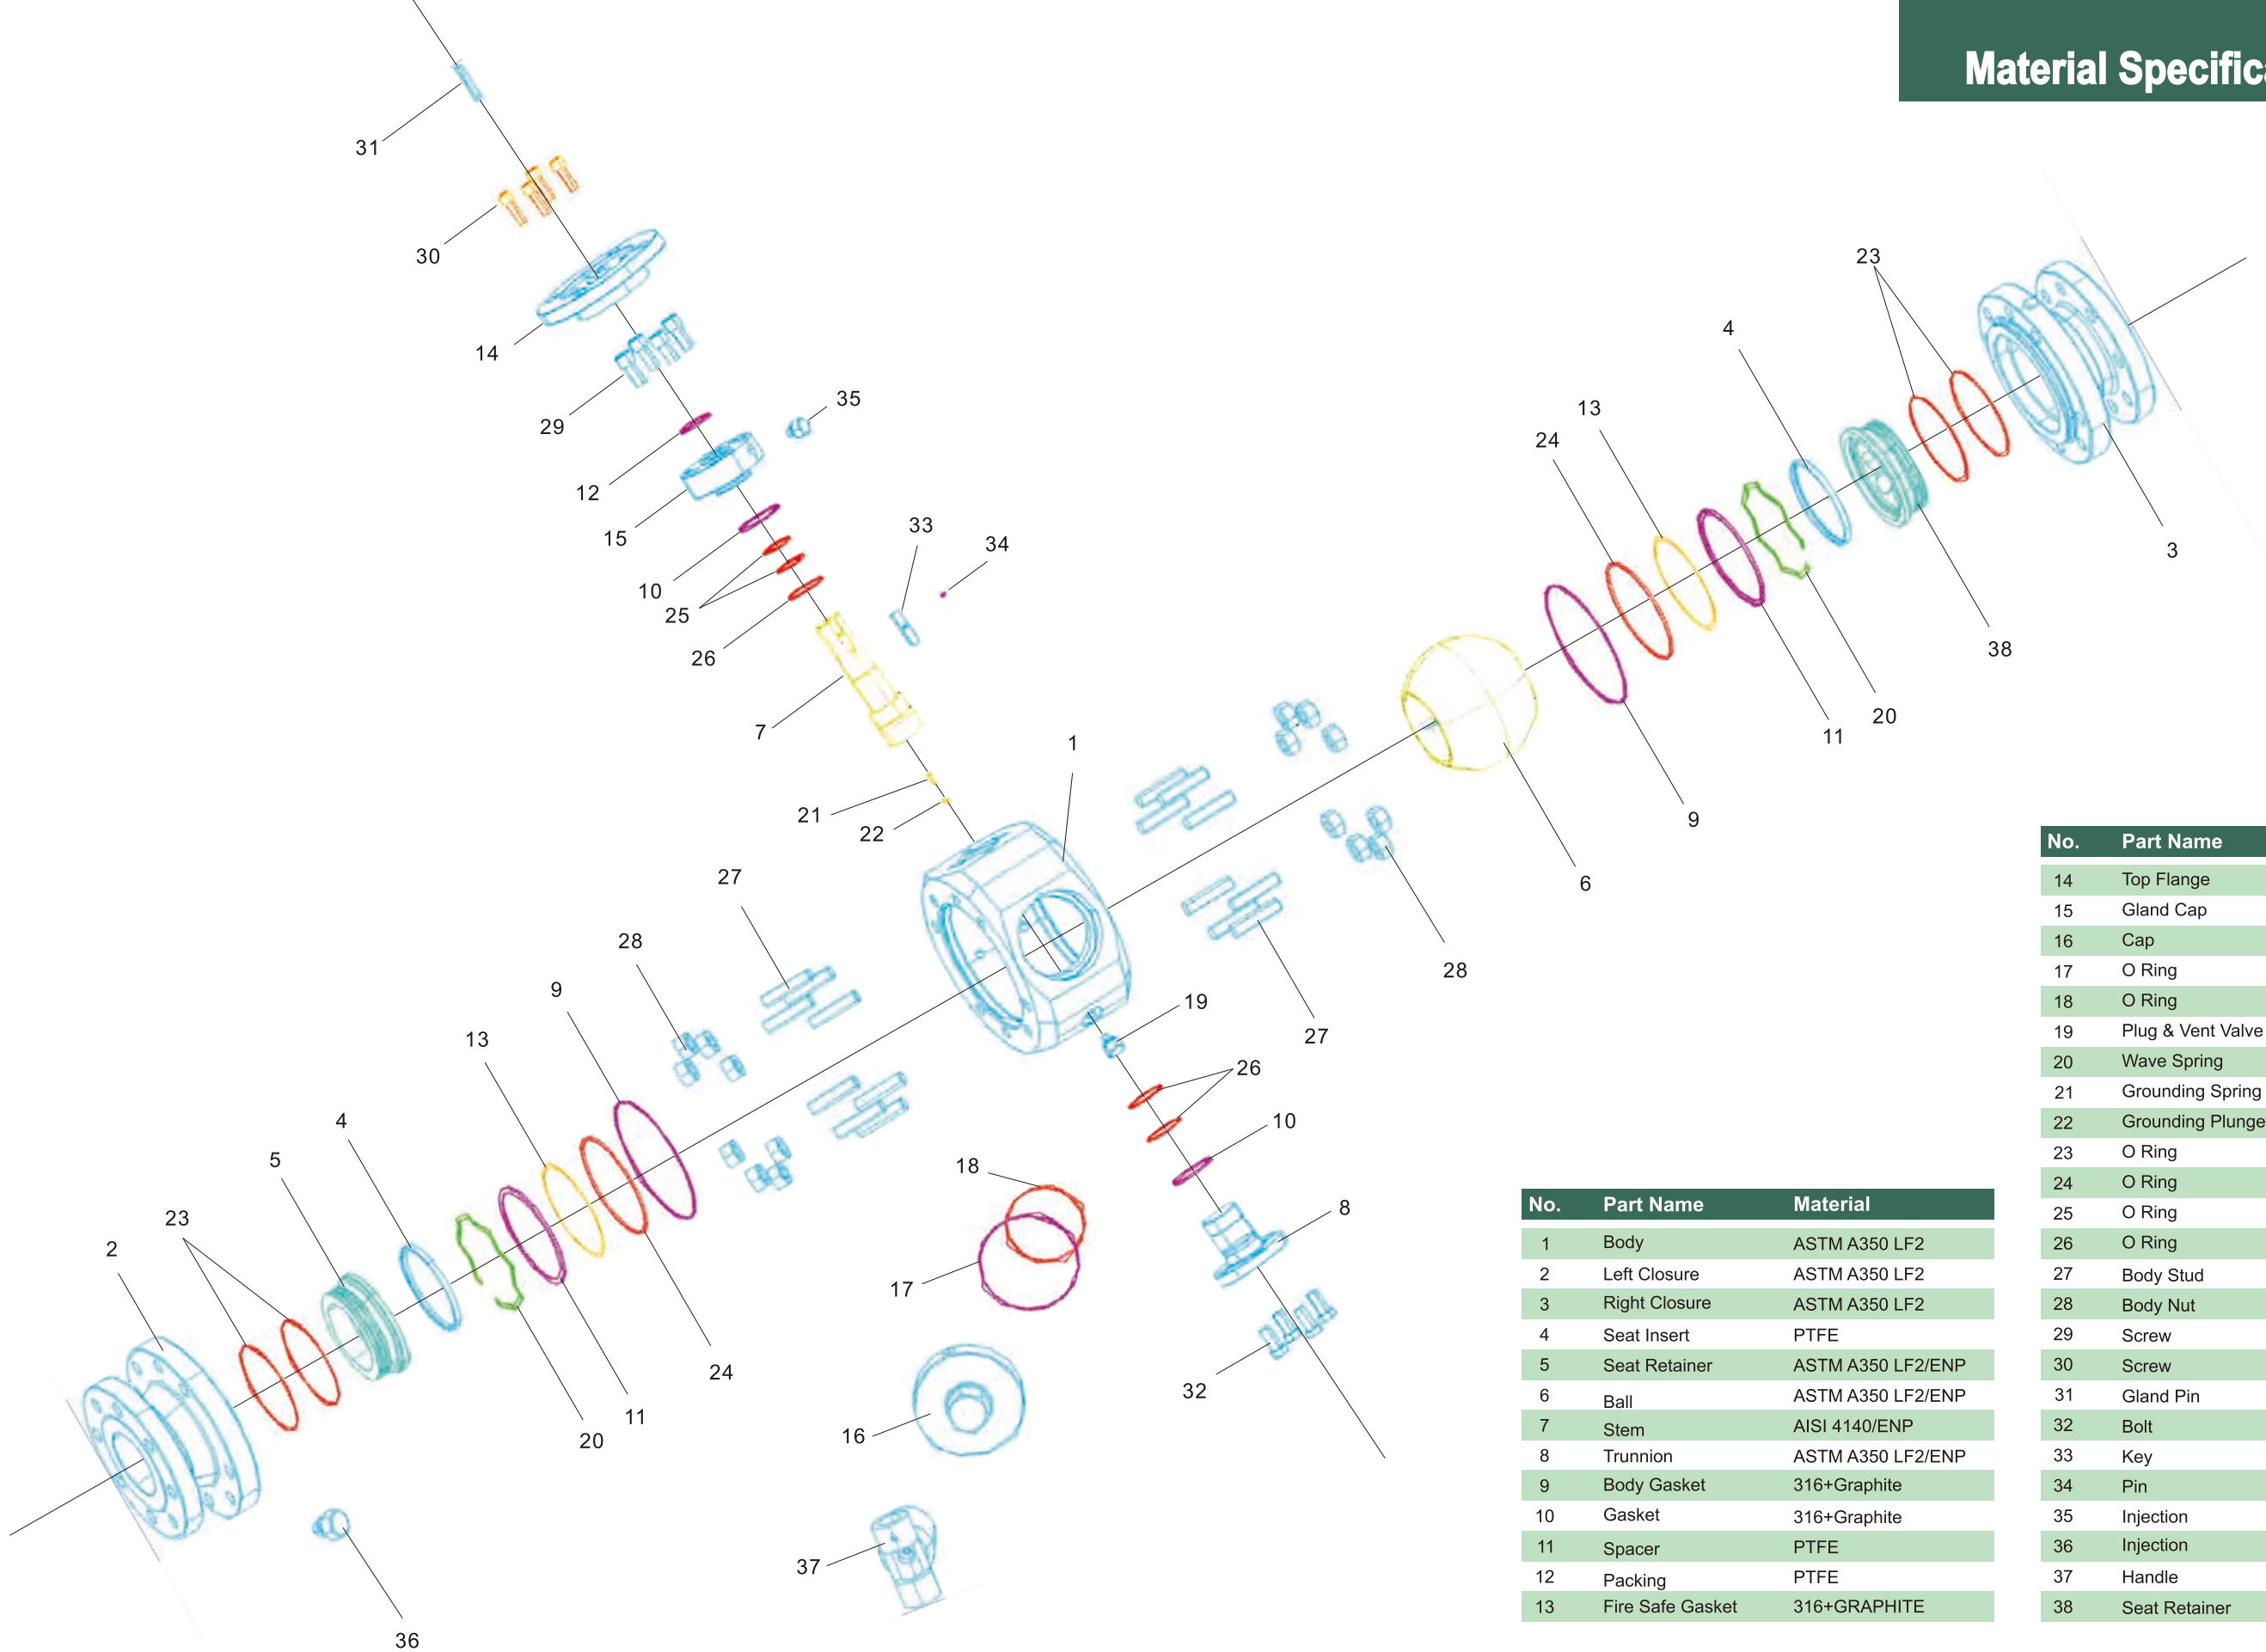 Material Specifica
31
30
14
29
35
12
15
33
34
10
25
26
7
21
22
1
23
4
13
24
3
38
20
11
9
6
28
27
27
28
9
13
4
5
23
2
19
26
10
18
8
17
24
11
20
32
16
37
36
No. Part Name Material
1 Body ASTM A350 LF2
2 Left Closure ASTM A350 LF2
3 Right Closure ASTM A350 LF2
4 Seat Insert PTFE
5 Seat Retainer ASTM A350 LF2/ENP
6 Ball ASTM A350 LF2/ENP
7 Stem AISI 4140/ENP
8 Trunnion ASTM A350 LF2/ENP
9 Body Gasket 316+Graphite
10 Gasket 316+Graphite
11 Spacer PTFE
12 Packing PTFE
13 Fire Safe Gasket 316+GRAPHITE
No. Part Name
14 Top Flange
15 Gland Cap
16 Cap
17 O Ring
18 O Ring
19 Plug & Vent Valve
20 Wave Spring
21 Grounding Spring
22 Grounding Plunge
23 O Ring
24 O Ring
25 O Ring
26 O Ring
27 Body Stud
28 Body Nut
29 Screw
30 Screw
31 Gland Pin
32 Bolt
33 Key
34 Pin
35 Injection
36 Injection
37 Handle
38 Seat Retainer